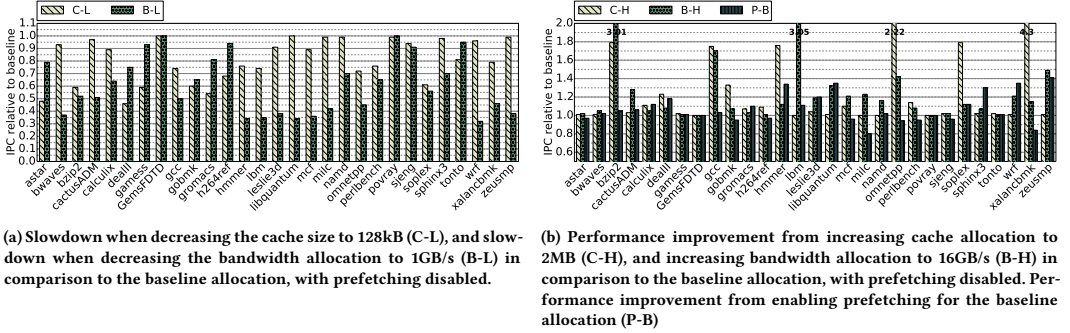 C-L B-L
IPC relative to baseline
1.1
1.0
0.9
0.8
0.7
0.6
0.5
0.4
0.3
0.2
0.1
0.0
astar
bwaves
bzip2
cactusADM
calculix
dealII
gamess
GemsFDTD
gcc
gobmk
gromacs
h264ref
hmmer
lbm
leslie3d
libquantum
mcf
milc
namd
omnetpp
perlbench
povray
sjeng
soplex
sphinx3
tonto
wrf
xalancbmk
zeusmp
(a) Slowdown when decreasing the cache size to 128kB (C-L), and slow-
down when decreasing the bandwidth allocation to 1GB/s (B-L) in
comparison to the baseline allocation, with prefetching disabled.
C-H B-H P-B
IPC relative to baseline
2.0
1.8
1.6
1.4
1.2
1.0
0.8
0.6
3.01
3.05
2.22
4.3
astar
bwaves
bzip2
cactusADM
calculix
dealII
gamess
GemsFDTD
gcc
gobmk
gromacs
h264ref
hmmer
lbm
leslie3d
libquantum
mcf
milc
namd
omnetpp
perlbench
povray
sjeng
soplex
sphinx3
tonto
wrf
xalancbmk
zeusmp
(b) Performance improvement from increasing cache allocation to
2MB (C-H), and increasing bandwidth allocation to 16GB/s (B-H) in
comparison to the baseline allocation, with prefetching disabled. Per-
formance improvement from enabling prefetching for the baseline
allocation (P-B)